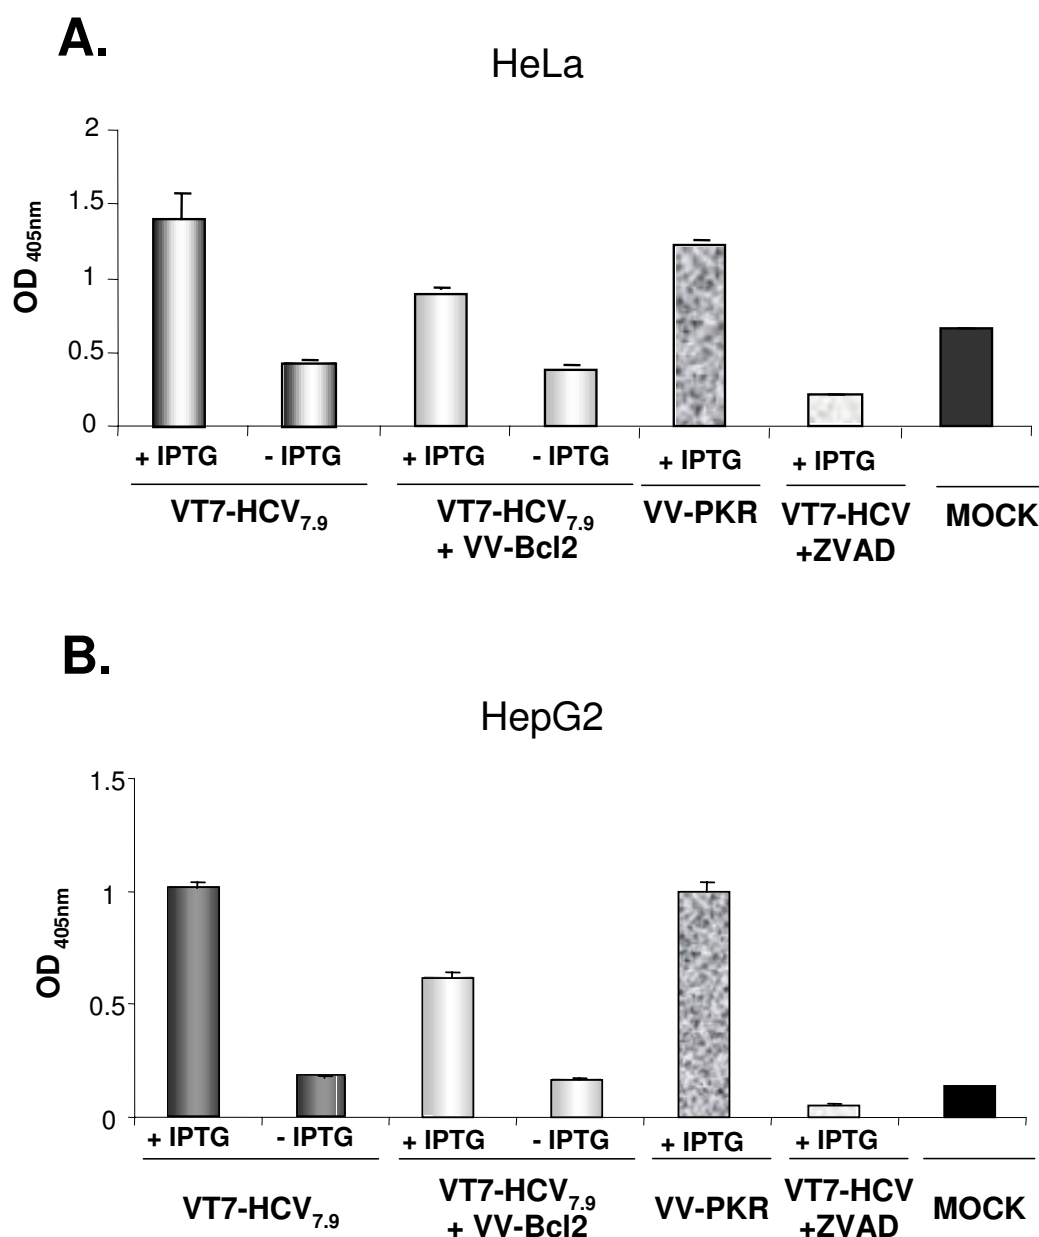 A.
HeLa
2
1.5
1
0.5
0
OD 405nm
+ IPTG - IPTG + IPTG - IPTG + IPTG + IPTG
VT7-HCV7.9 VT7-HCV7.9 VV-PKR VT7-HCV MOCK
+ VV-Bcl2 +ZVAD
B.
HepG2
1.5
1
0.5
0
OD 405nm
+ IPTG - IPTG + IPTG - IPTG + IPTG + IPTG
VT7-HCV7.9 VT7-HCV7.9 VV-PKR VT7-HCV MOCK
+ VV-Bcl2 +ZVAD